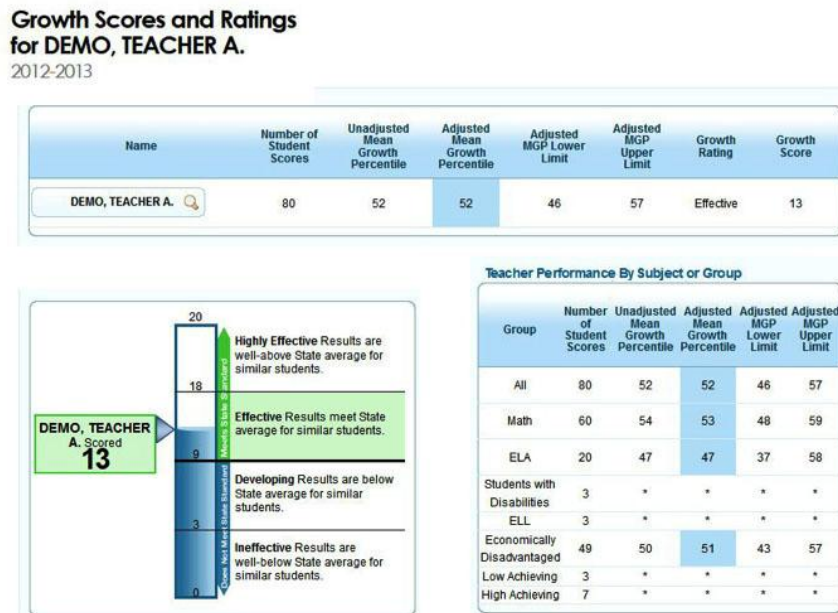 Growth Scores and Ratings
for DEMO, TEACHER A.
2012-2013
Name Number of Student Scores Unadjusted Mean Growth Percentile Adjusted Mean Growth Percentile Adjusted MGP Lower Limit Adjusted MGP Upper Limit Growth Rating Growth Score
DEMO, TEACHER A. 80 52 52 46 57 Effective 13
20
18
9
3
0
DEMO, TEACHER
A. Scored
13
Meets State Standard
Does Not Meet State Standard
Highly Effective Results are
well-above State average for
similar students.
Effective Results meet State
average for similar students.
Developing Results are below
State average for similar
students.
Ineffective Results are
well-below State average for
similar students.
Teacher Performance By Subject or Group
Group Number of Student Scores Unadjusted Mean Growth Percentile Adjusted Mean Growth Percentile Adjusted MGP Lower Limit Adjusted MGP Upper Limit
All 80 52 52 46 57
Math 60 54 53 48 59
ELA 20 47 47 37 58
Students with Disabilities 3 * * * * *
ELL 3 * * * * *
Economically Disadvantaged 49 50 51 43 57
Low Achieving 3 * * * * *
High Achieving 7 * * * * *